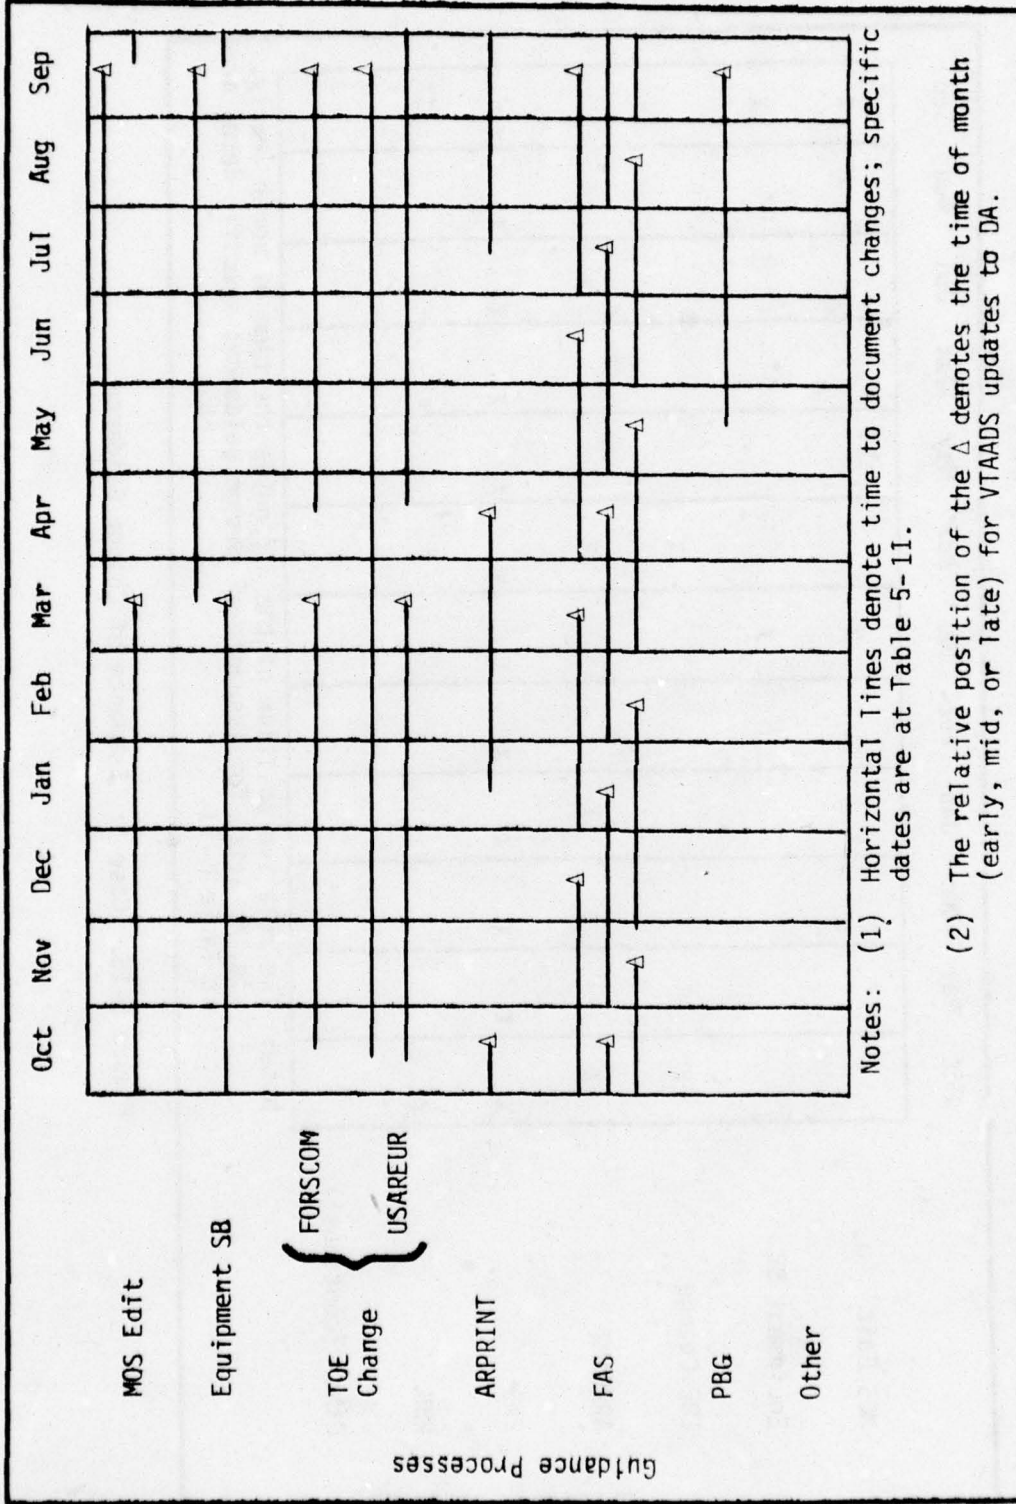 Oct Nov Dec Jan Feb Mar Apr May Jun Jul Aug Sep
Guidance Processes
MOS Edit
Equipment SB
TOE
Change
FORSCOM
USAREUR
ARPRINT
FAS
PBG
Other
Notes: (1) Horizontal lines denote time to document changes; specific
dates are at Table 5-11.
(2) The relative position of the Δ denotes the time of month
(early, mid, or late) for VTAADS updates to DA.